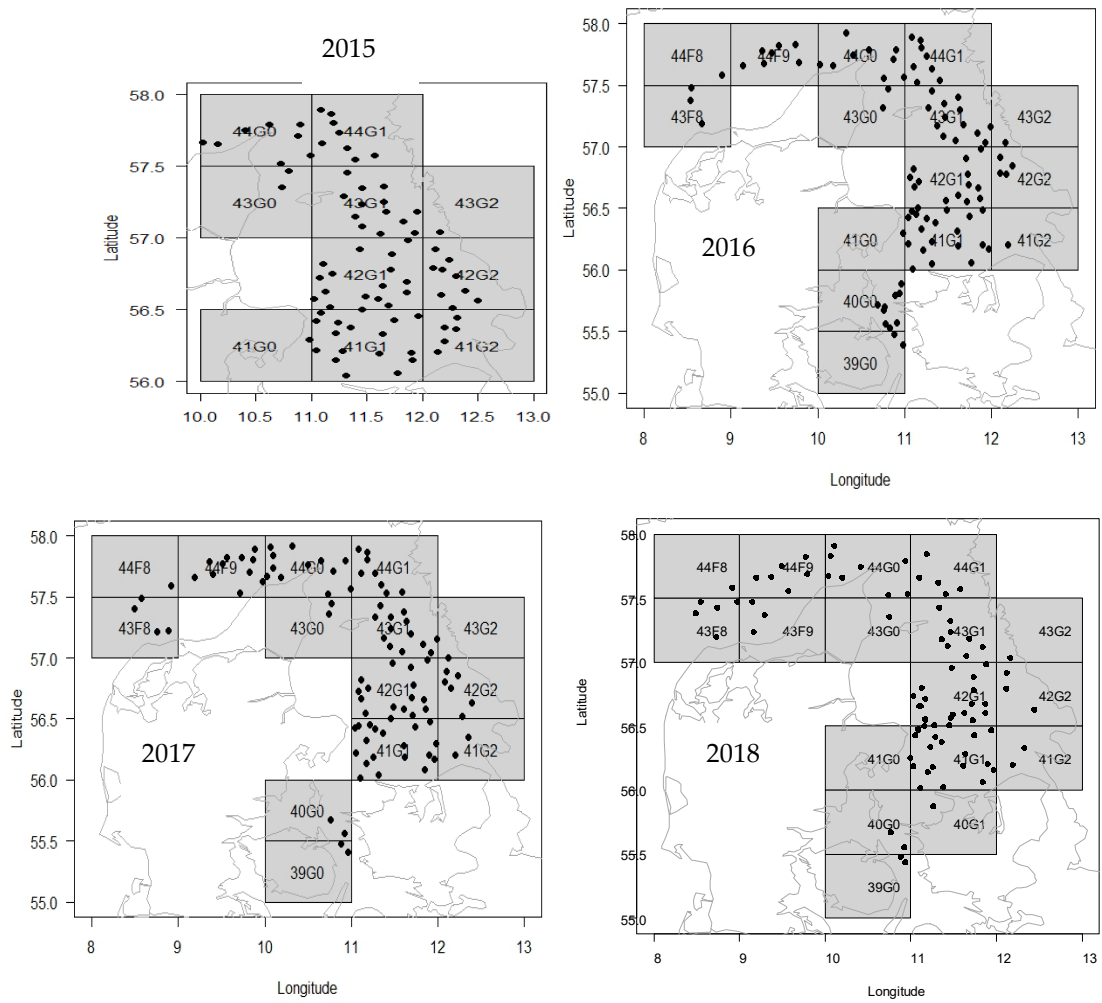 2015
58.0
44G0 44G1
57.5
43G0 43G1 43G2
57.0
42G1 42G2
56.5
41G0 41G1 41G2
56.0
10.0 10.5 11.0 11.5 12.0 12.5 13.0
Latitude
58.0
44F8 44F9 44G0 44G1
57.5
43F8 43G0 43G1 43G2
57.0
42G1 42G2
56.5
2016
41G0 41G1 41G2
56.0
40G0
55.5
39G0
55.0
8 9 10 11 12 13
Latitude
Longitude
58.0
44F8 44F9 44G0 44G1
57.5
43F8 43G0 43G1 43G2
57.0
42G1 42G2
56.5
2017
41G1 41G2
56.0
40G0
55.5
39G0
55.0
8 9 10 11 12 13
Latitude
Longitude
58.0
44F8 44F9 44G0 44G1
57.5
43F8 43F9 43G0 43G1 43G2
57.0
42G1 42G2
56.5
2018
41G0 41G1 41G2
56.0
40G0 40G1
55.5
39G0
55.0
8 9 10 11 12 13
Latitude
Longitude